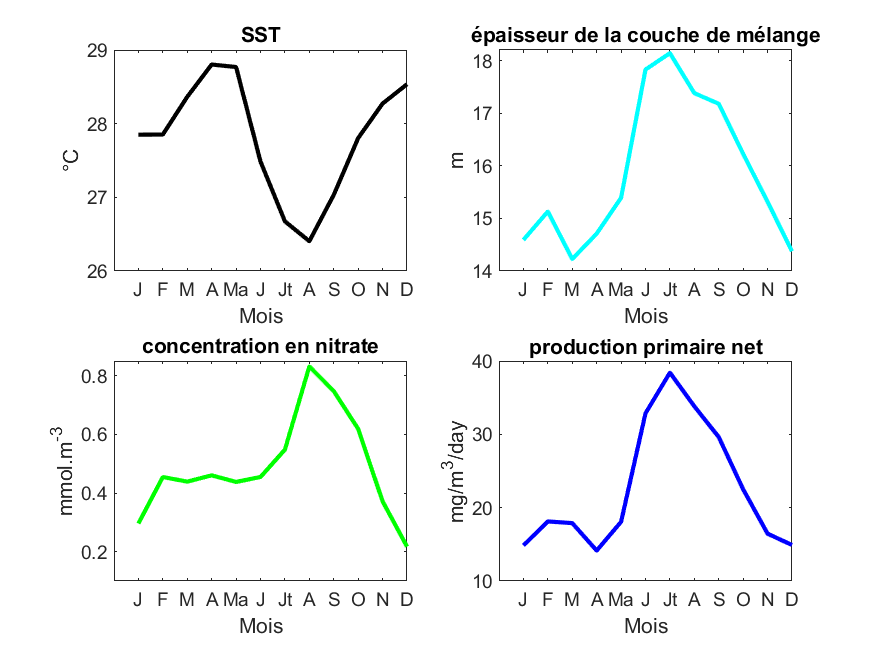 SST
29
28
27
26
°C
J F M A Ma J Jt A S O N D
Mois
épaisseur de la couche de mélange
18
17
16
15
14
m
J F M A Ma J Jt A S O N D
Mois
concentration en nitrate
0.8
0.6
0.4
0.2
mmol.m⁻³
J F M A Ma J Jt A S O N D
Mois
production primaire net
40
30
20
10
mg/m³/day
J F M A Ma J Jt A S O N D
Mois